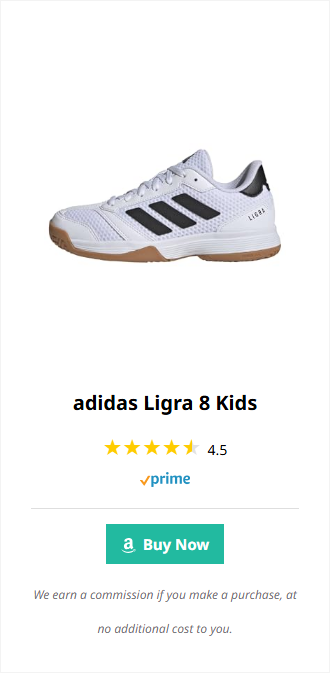 LIGRA
adidas Ligra 8 Kids
4.5
prime
Buy Now
We earn a commission if you make a purchase, at
no additional cost to you.